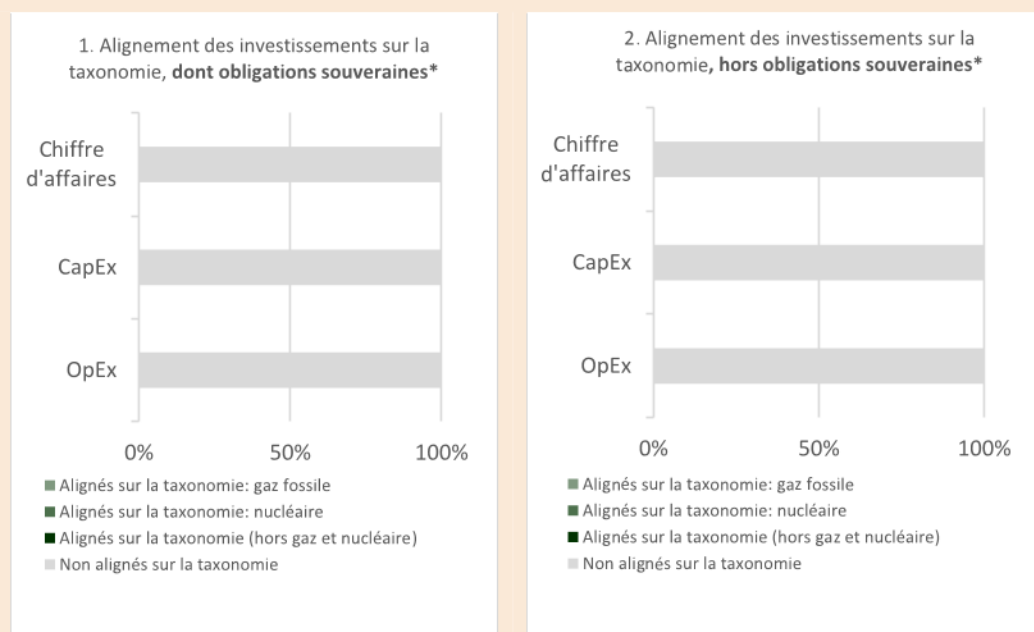 1. Alignement des investissements sur la
taxonomie, dont obligations souveraines*
Chiffre
d'affaires
CapEx
OpEx
0% 50% 100%
Alignés sur la taxonomie: gaz fossile
Alignés sur la taxonomie: nucléaire
Alignés sur la taxonomie (hors gaz et nucléaire)
Non alignés sur la taxonomie
2. Alignement des investissements sur la
taxonomie, hors obligations souveraines*
Chiffre
d'affaires
CapEx
OpEx
0% 50% 100%
Alignés sur la taxonomie: gaz fossile
Alignés sur la taxonomie: nucléaire
Alignés sur la taxonomie (hors gaz et nucléaire)
Non alignés sur la taxonomie